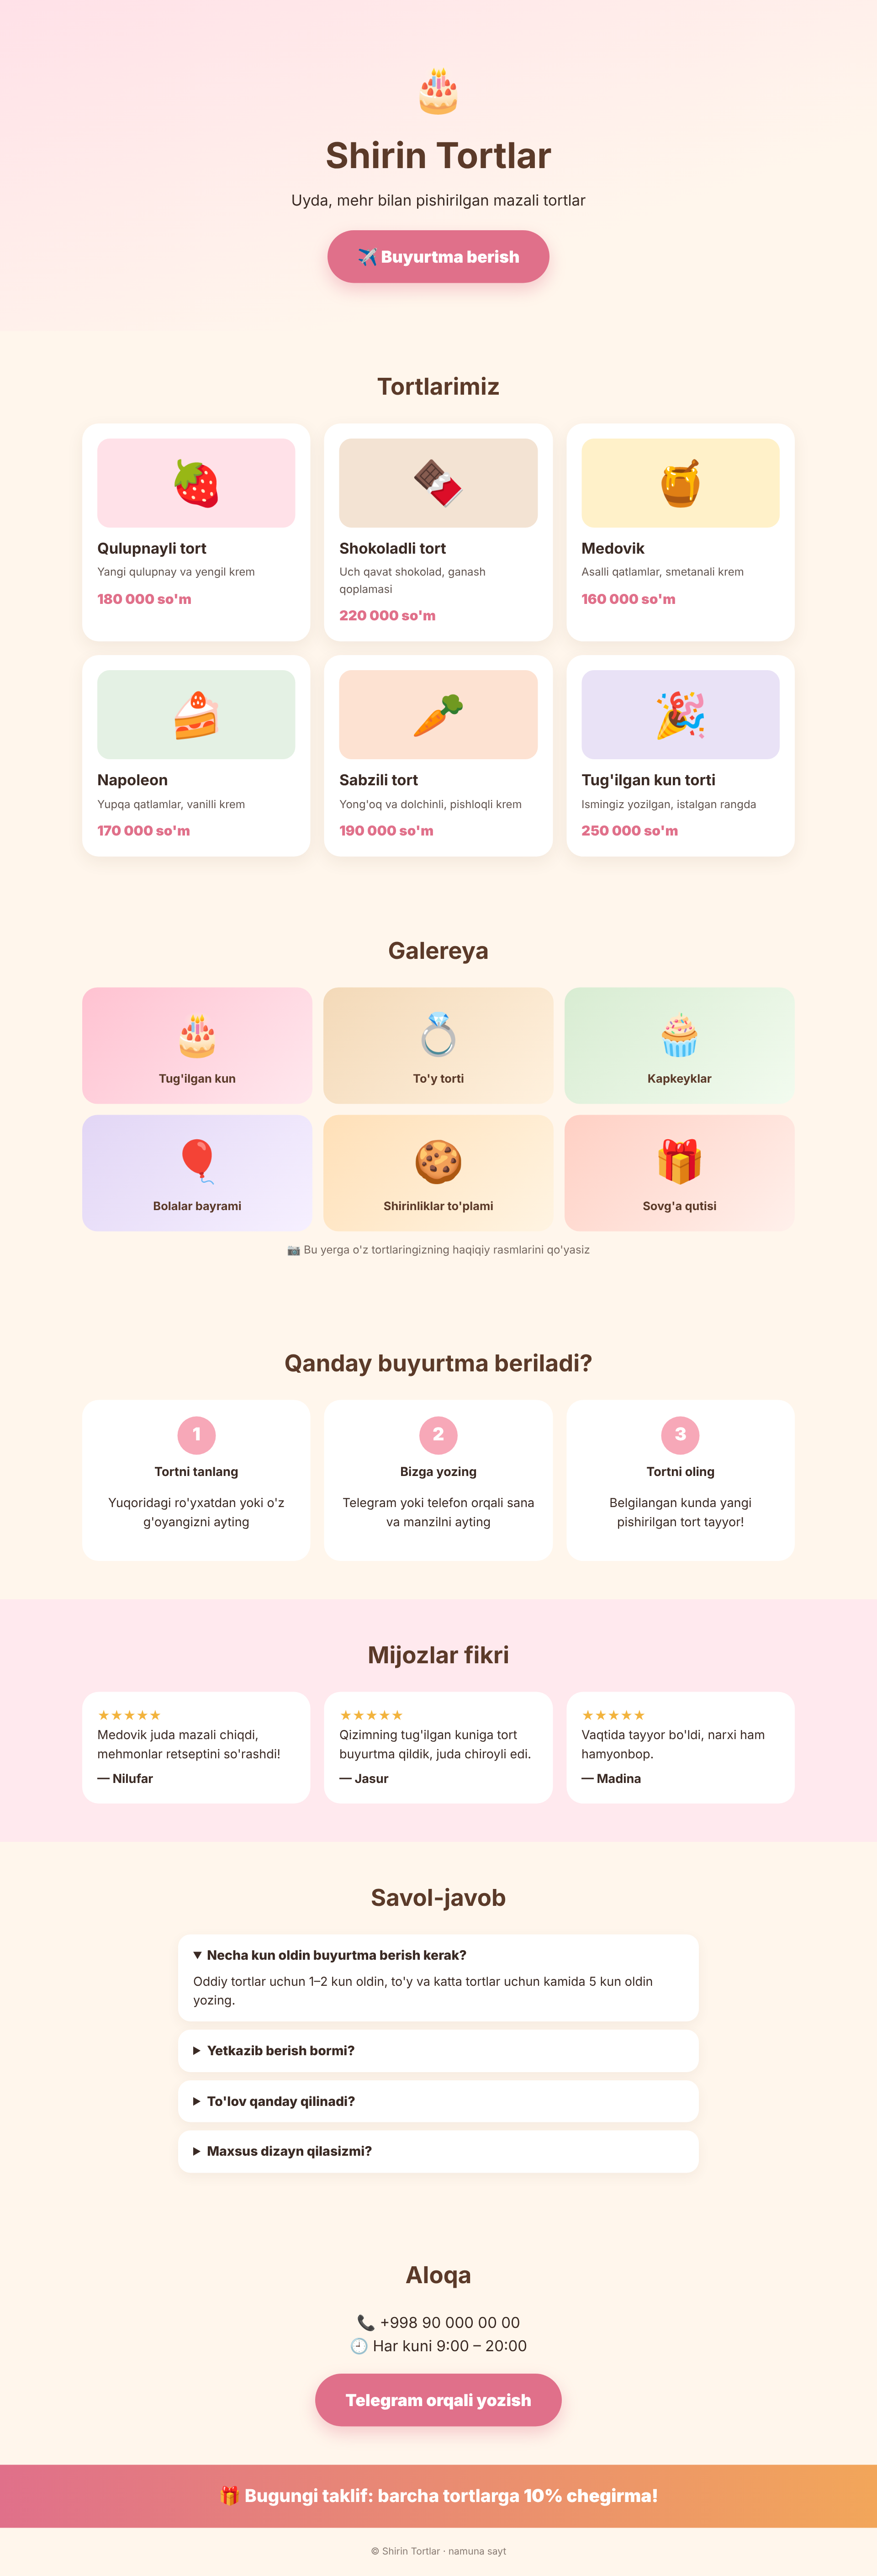 Shirin Tortlar
Uyda, mehr bilan pishirilgan mazali tortlar
✈️ Buyurtma berish
Tortlarimiz
Qulupnayli tort
Yangi qulupnay va yengil krem
180 000 so'm
Shokoladli tort
Uch qavat shokolad, ganash
qoplamasi
220 000 so'm
Medovik
Asalli qatlamlar, smetanali krem
160 000 so'm
Napoleon
Yupqa qatlamlar, vanilli krem
170 000 so'm
Sabzili tort
Yong'oq va dolchinli, pishloqli krem
190 000 so'm
Tug'ilgan kun torti
Ismingiz yozilgan, istalgan rangda
250 000 so'm
Galereya
Tug'ilgan kun
To'y torti
Kapkeyklar
Bolalar bayrami
Shirinliklar to'plami
Sovg'a qutisi
📷 Bu yerga o'z tortlaringizning haqiqiy rasmlarini qo'yasiz
Qanday buyurtma beriladi?
1
Tortni tanlang
Yuqoridagi ro'yxatdan yoki o'z
g'oyangizni ayting
2
Bizga yozing
Telegram yoki telefon orqali sana
va manzilni ayting
3
Tortni oling
Belgilangan kunda yangi
pishirilgan tort tayyor!
Mijozlar fikri
★★★★★
Medovik juda mazali chiqdi,
mehmonlar retseptini so'rashdi!
— Nilufar
★★★★★
Qizimning tug'ilgan kuniga tort
buyurtma qildik, juda chiroyli edi.
— Jasur
★★★★★
Vaqtida tayyor bo'ldi, narxi ham
hamyonbop.
— Madina
Savol-javob
▼ Necha kun oldin buyurtma berish kerak?
Oddiy tortlar uchun 1–2 kun oldin, to'y va katta tortlar uchun kamida 5 kun oldin
yozing.
▶ Yetkazib berish bormi?
▶ To'lov qanday qilinadi?
▶ Maxsus dizayn qilasizmi?
Aloqa
📞 +998 90 000 00 00
🕘 Har kuni 9:00 – 20:00
Telegram orqali yozish
🎁 Bugungi taklif: barcha tortlarga 10% chegirma!
© Shirin Tortlar · namuna sayt